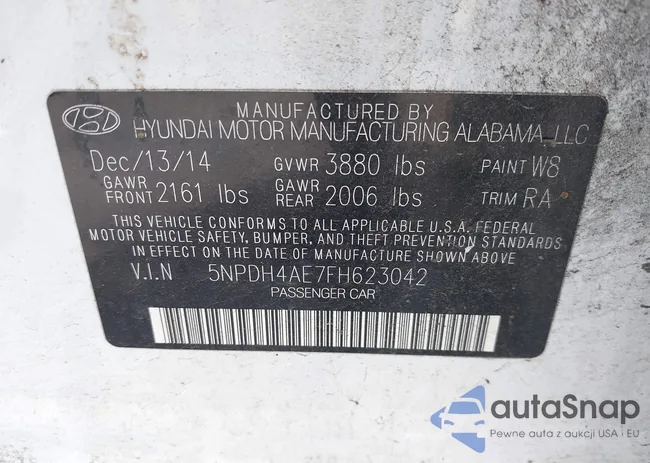 MANUFACTURED BY
HYUNDAI MOTOR MANUFACTURING ALABAMA, LLC
Dec/13/14 GVWR 3880 lbs PAINT W8
GAWR FRONT 2161 lbs GAWR REAR 2006 lbs TRIM RA
THIS VEHICLE CONFORMS TO ALL APPLICABLE U.S.A. FEDERAL
MOTOR VEHICLE SAFETY, BUMPER, AND THEFT PREVENTION STANDARDS
IN EFFECT ON THE DATE OF MANUFACTURE SHOWN ABOVE.
V.I.N 5NPDH4AE7FH623042
PASSENGER CAR
autaSnap
Pewne auta z aukcji USA i EU